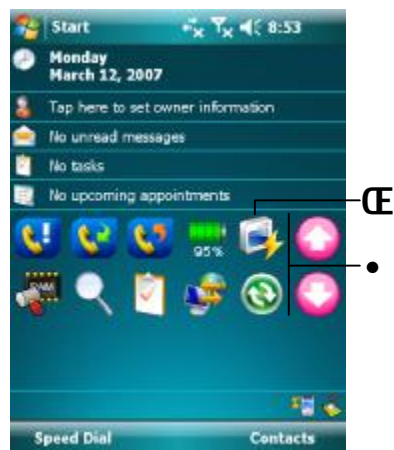 Start 8:53
Monday
March 12, 2007
Tap here to set owner information
No unread messages
No tasks
No upcoming appointments
Œ
95%
•
RAM
Speed Dial Contacts